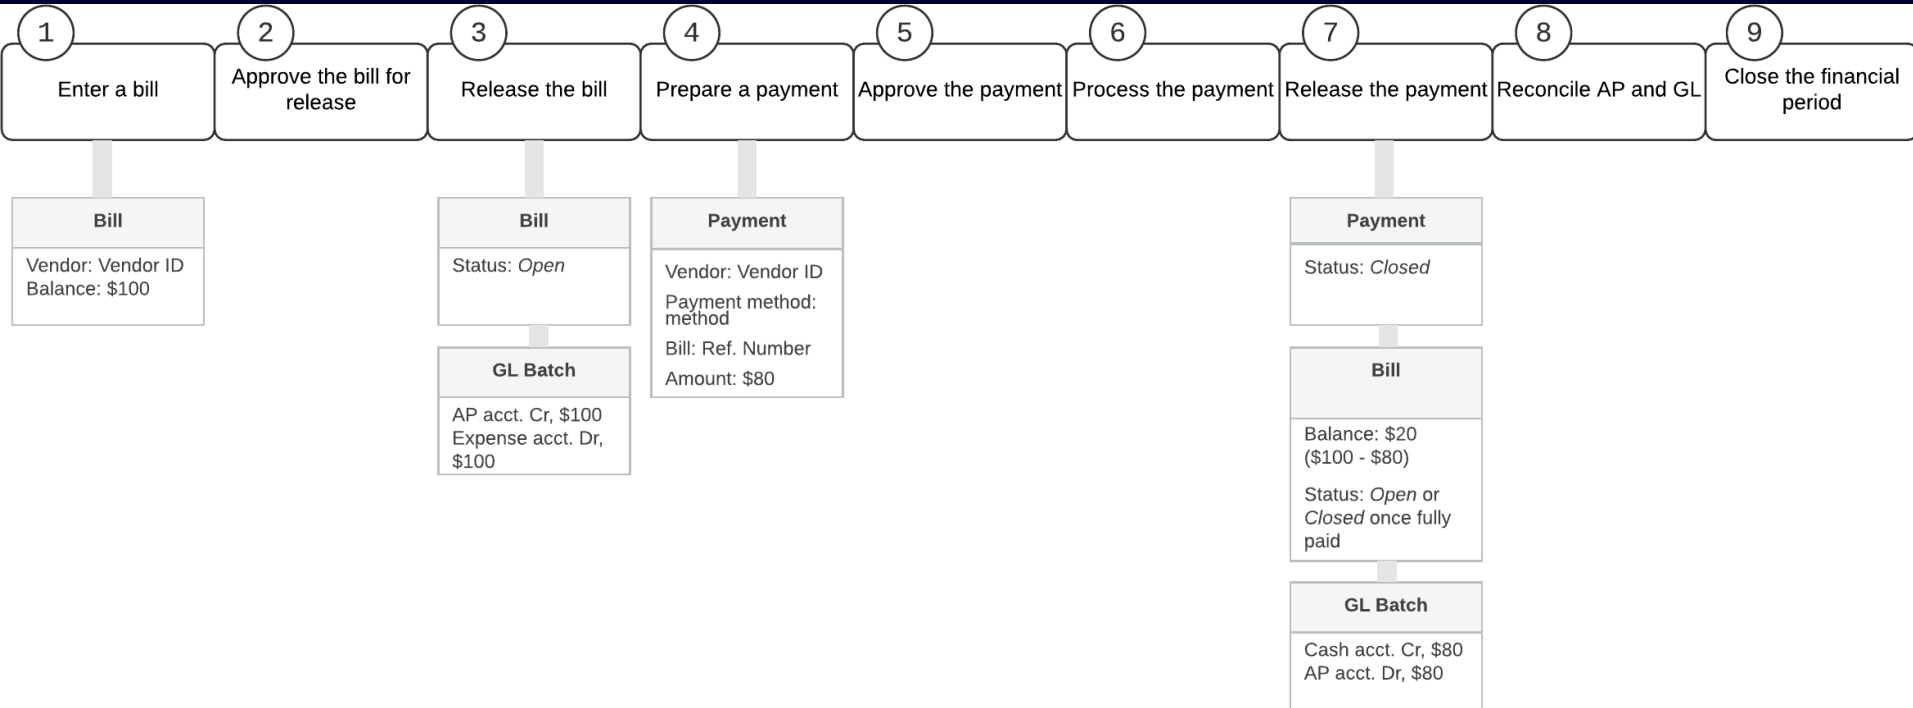 1
Enter a bill
2
Approve the bill for
release
3
Release the bill
4
Prepare a payment
5
Approve the payment
6
Process the payment
7
Release the payment
8
Reconcile AP and GL
9
Close the financial
period
Bill
Vendor: Vendor ID
Balance: $100
Bill
Status: Open
GL Batch
AP acct. Cr, $100
Expense acct. Dr,
$100
Payment
Vendor: Vendor ID
Payment method:
method
Bill: Ref. Number
Amount: $80
Payment
Status: Closed
Bill
Balance: $20
($100 - $80)
Status: Open or
Closed once fully
paid
GL Batch
Cash acct. Cr, $80
AP acct. Dr, $80